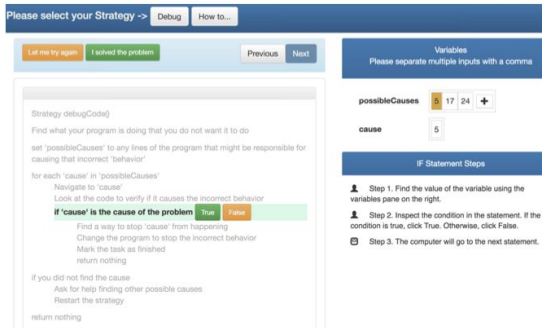 Please select your Strategy -> Debug How to...
Let me try again I solved the problem Previous Next
Strategy debugCode()
Find what your program is doing that you do not want it to do
set 'possibleCauses' to any lines of the program that might be responsible for
causing that incorrect 'behavior'
for each 'cause' in 'possibleCauses'
Navigate to 'cause'
Look at the code to verify if it causes the incorrect behavior
if 'cause' is the cause of the problem True False
Find a way to stop 'cause' from happening
Change the program to stop the incorrect behavior
Mark the task as finished
return nothing
if you did not find the cause
Ask for help finding other possible causes
Restart the strategy
return nothing
Variables
Please separate multiple inputs with a comma
possibleCauses 5 17 24 +
cause 5
IF Statement Steps
Step 1. Find the value of the variable using the
variables pane on the right.
Step 2. Inspect the condition in the statement. If the
condition is true, click True. Otherwise, click False.
Step 3. The computer will go to the next statement.